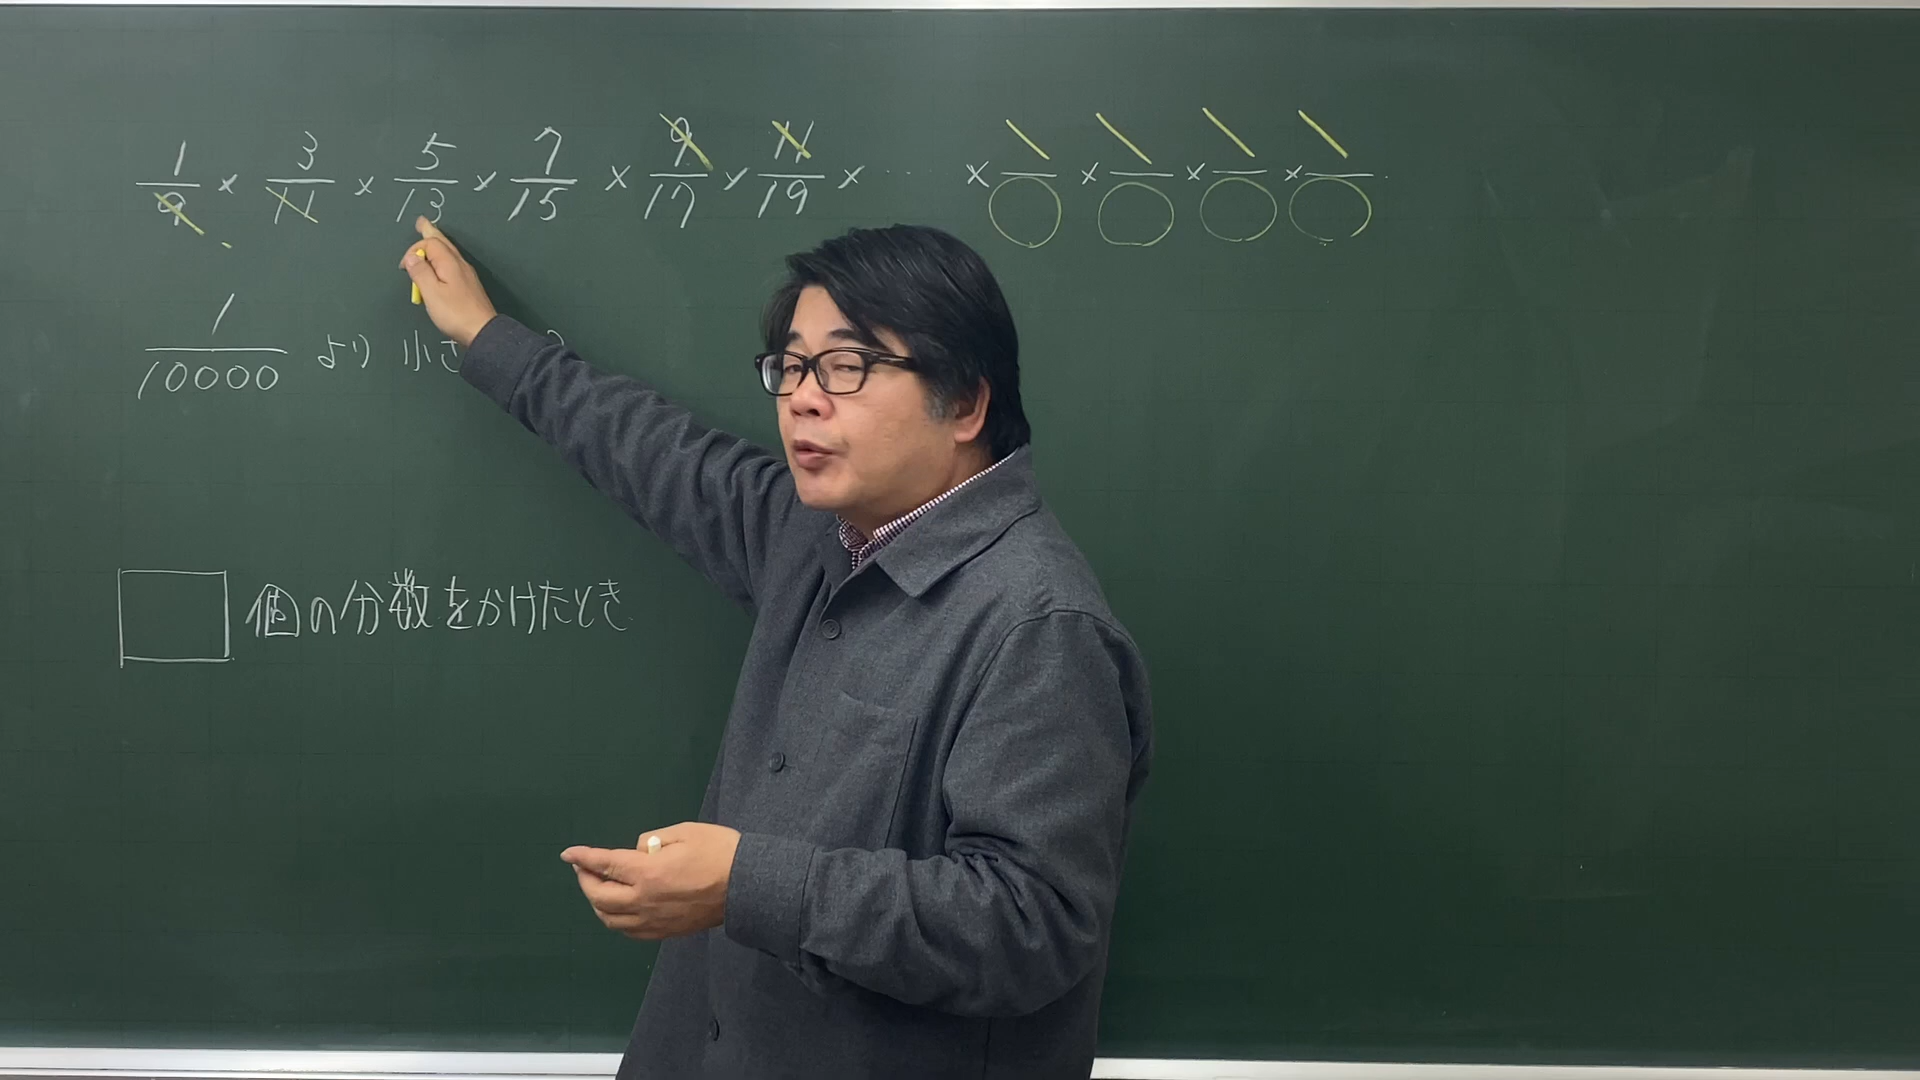 1/9 × 3/11 × 5/13 × 7/15 × 9/17 × 11/19 × …… × ―/○ × ―/○ × ―/○ × ―/○
1/10000 より 小さ
□ 個の分数をかけたとき